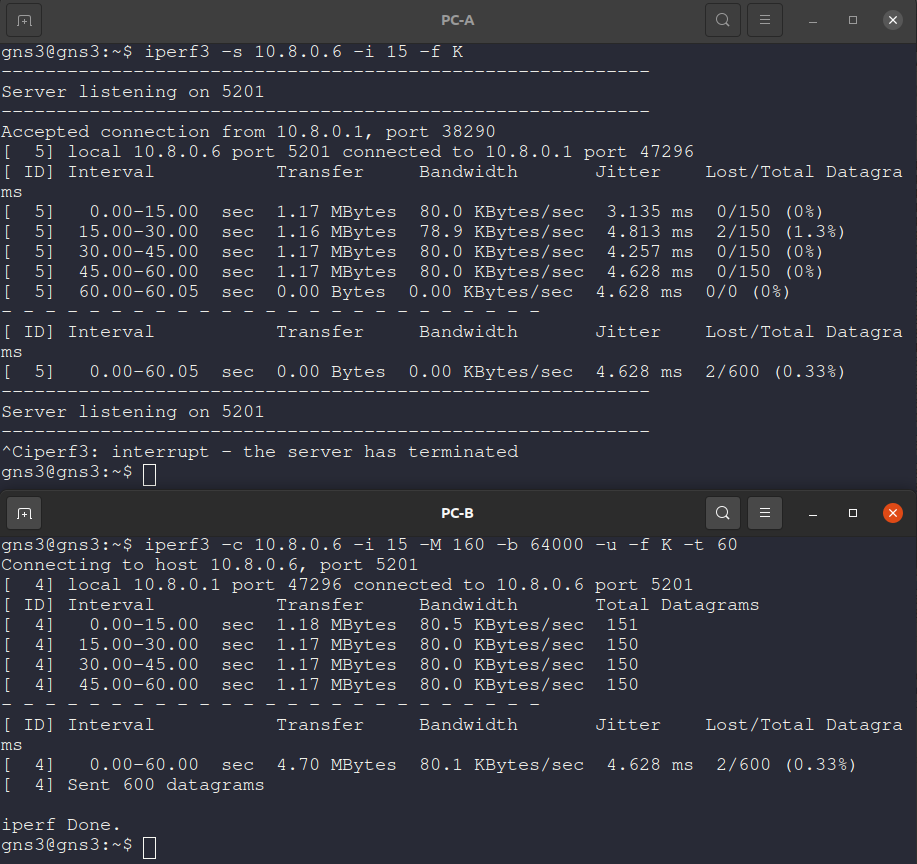 PC-A
gns3@gns3:~$ iperf3 -s 10.8.0.6 -i 15 -f K
-----------------------------------------------------------
Server listening on 5201
-----------------------------------------------------------
Accepted connection from 10.8.0.1, port 38290
[  5] local 10.8.0.6 port 5201 connected to 10.8.0.1 port 47296
[ ID] Interval           Transfer     Bandwidth       Jitter    Lost/Total Datagra
ms
[  5]   0.00-15.00  sec  1.17 MBytes  80.0 KBytes/sec  3.135 ms  0/150 (0%)
[  5]  15.00-30.00  sec  1.16 MBytes  78.9 KBytes/sec  4.813 ms  2/150 (1.3%)
[  5]  30.00-45.00  sec  1.17 MBytes  80.0 KBytes/sec  4.257 ms  0/150 (0%)
[  5]  45.00-60.00  sec  1.17 MBytes  80.0 KBytes/sec  4.628 ms  0/150 (0%)
[  5]  60.00-60.05  sec  0.00 Bytes  0.00 KBytes/sec  4.628 ms  0/0 (0%)
- - - - - - - - - - - - - - - - - - - - - - - - -
[ ID] Interval           Transfer     Bandwidth       Jitter    Lost/Total Datagra
ms
[  5]   0.00-60.05  sec  0.00 Bytes  0.00 KBytes/sec  4.628 ms  2/600 (0.33%)
-----------------------------------------------------------
Server listening on 5201
-----------------------------------------------------------
^Ciperf3: interrupt - the server has terminated
gns3@gns3:~$
PC-B
gns3@gns3:~$ iperf3 -c 10.8.0.6 -i 15 -M 160 -b 64000 -u -f K -t 60
Connecting to host 10.8.0.6, port 5201
[  4] local 10.8.0.1 port 47296 connected to 10.8.0.6 port 5201
[ ID] Interval           Transfer     Bandwidth       Total Datagrams
[  4]   0.00-15.00  sec  1.18 MBytes  80.5 KBytes/sec  151
[  4]  15.00-30.00  sec  1.17 MBytes  80.0 KBytes/sec  150
[  4]  30.00-45.00  sec  1.17 MBytes  80.0 KBytes/sec  150
[  4]  45.00-60.00  sec  1.17 MBytes  80.0 KBytes/sec  150
- - - - - - - - - - - - - - - - - - - - - - - - -
[ ID] Interval           Transfer     Bandwidth       Jitter    Lost/Total Datagra
ms
[  4]   0.00-60.00  sec  4.70 MBytes  80.1 KBytes/sec  4.628 ms  2/600 (0.33%)
[  4] Sent 600 datagrams
iperf Done.
gns3@gns3:~$